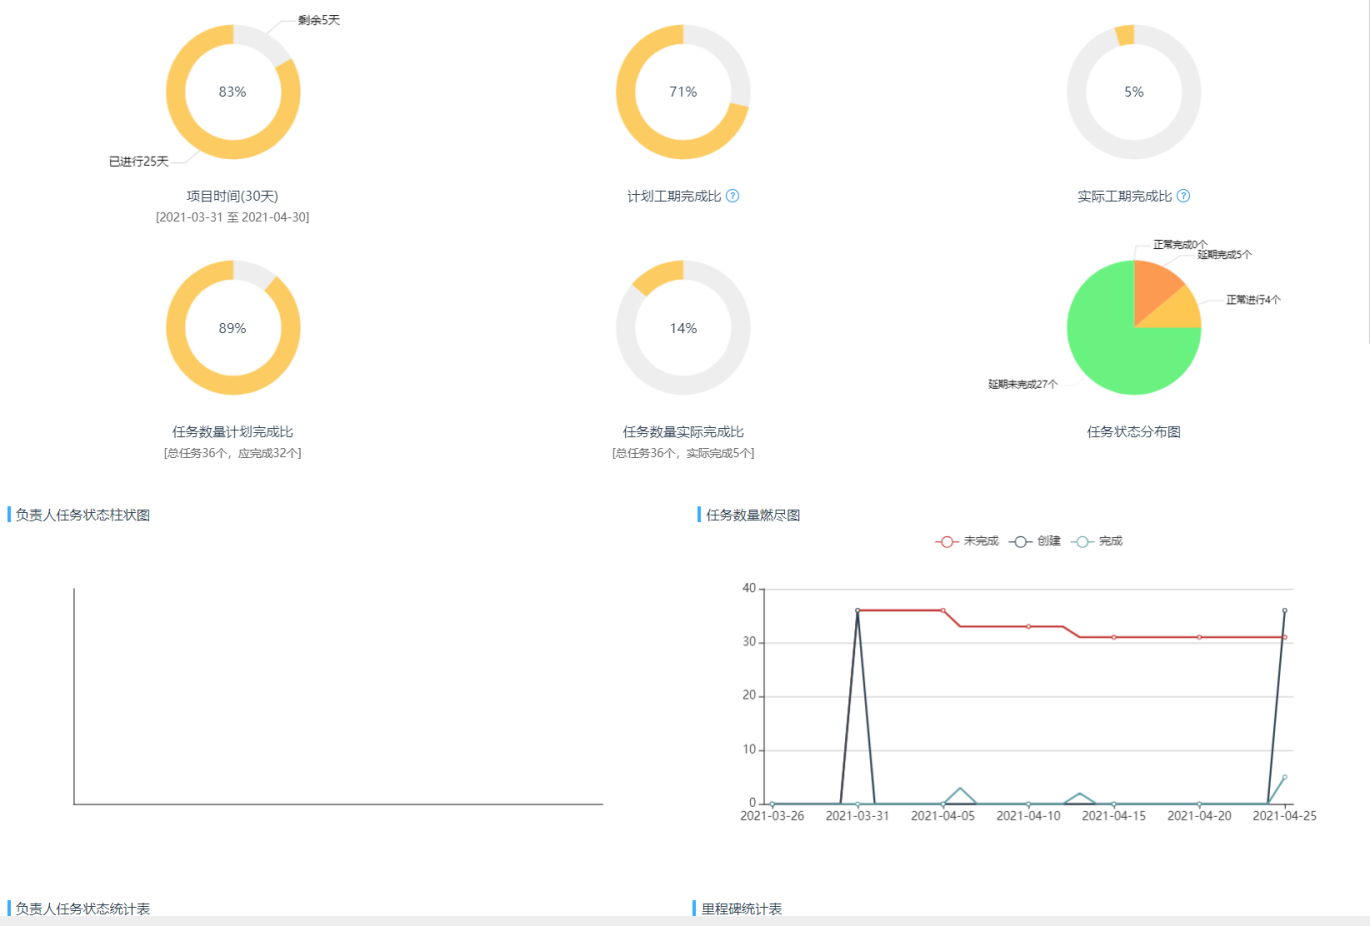 剩余5天
83%
已进行25天
项目时间(30天)
[2021-03-31 至 2021-04-30]
71%
计划工期完成比 ?
5%
实际工期完成比 ?
89%
任务数量计划完成比
[总任务36个，应完成32个]
14%
任务数量实际完成比
[总任务36个，实际完成5个]
正常完成0个
延期完成5个
正常进行4个
延期未完成27个
任务状态分布图
负责人任务状态柱状图
任务数量燃尽图
未完成 创建 完成
40
30
20
10
0
2021-03-26 2021-03-31 2021-04-05 2021-04-10 2021-04-15 2021-04-20 2021-04-25
负责人任务状态统计表
里程碑统计表